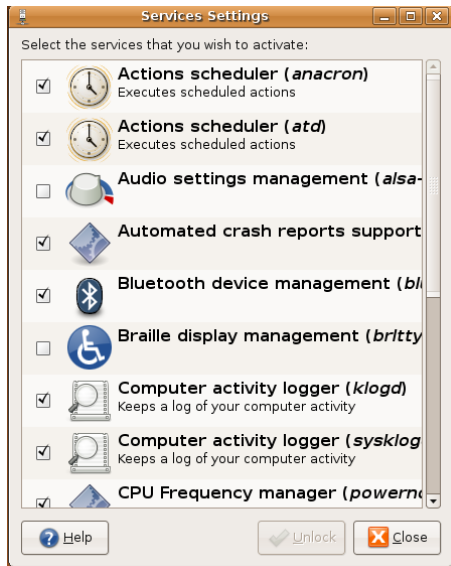 Services Settings
Select the services that you wish to activate:
Actions scheduler (anacron)
Executes scheduled actions
Actions scheduler (atd)
Executes scheduled actions
Audio settings management (alsa-
Automated crash reports support
Bluetooth device management (bl
Braille display management (britty
Computer activity logger (klogd)
Keeps a log of your computer activity
Computer activity logger (sysklog
Keeps a log of your computer activity
CPU Frequency manager (powern
Help Unlock Close